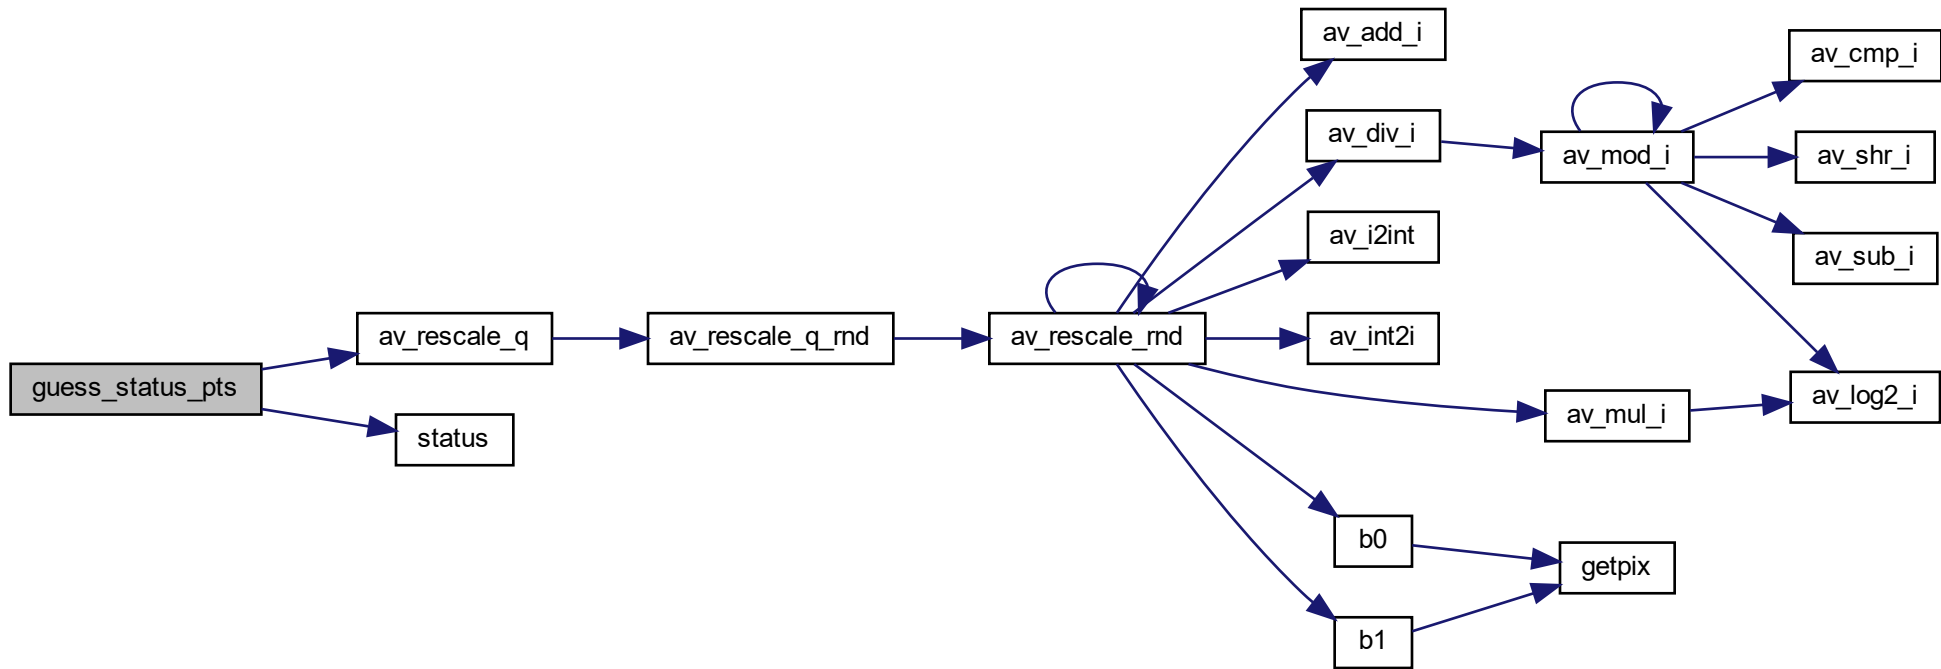 guess_status_pts
av_rescale_q
status
av_rescale_q_rnd
av_rescale_rnd
av_add_i
av_div_i
av_i2int
av_int2i
av_mul_i
b0
b1
av_mod_i
getpix
av_cmp_i
av_shr_i
av_sub_i
av_log2_i